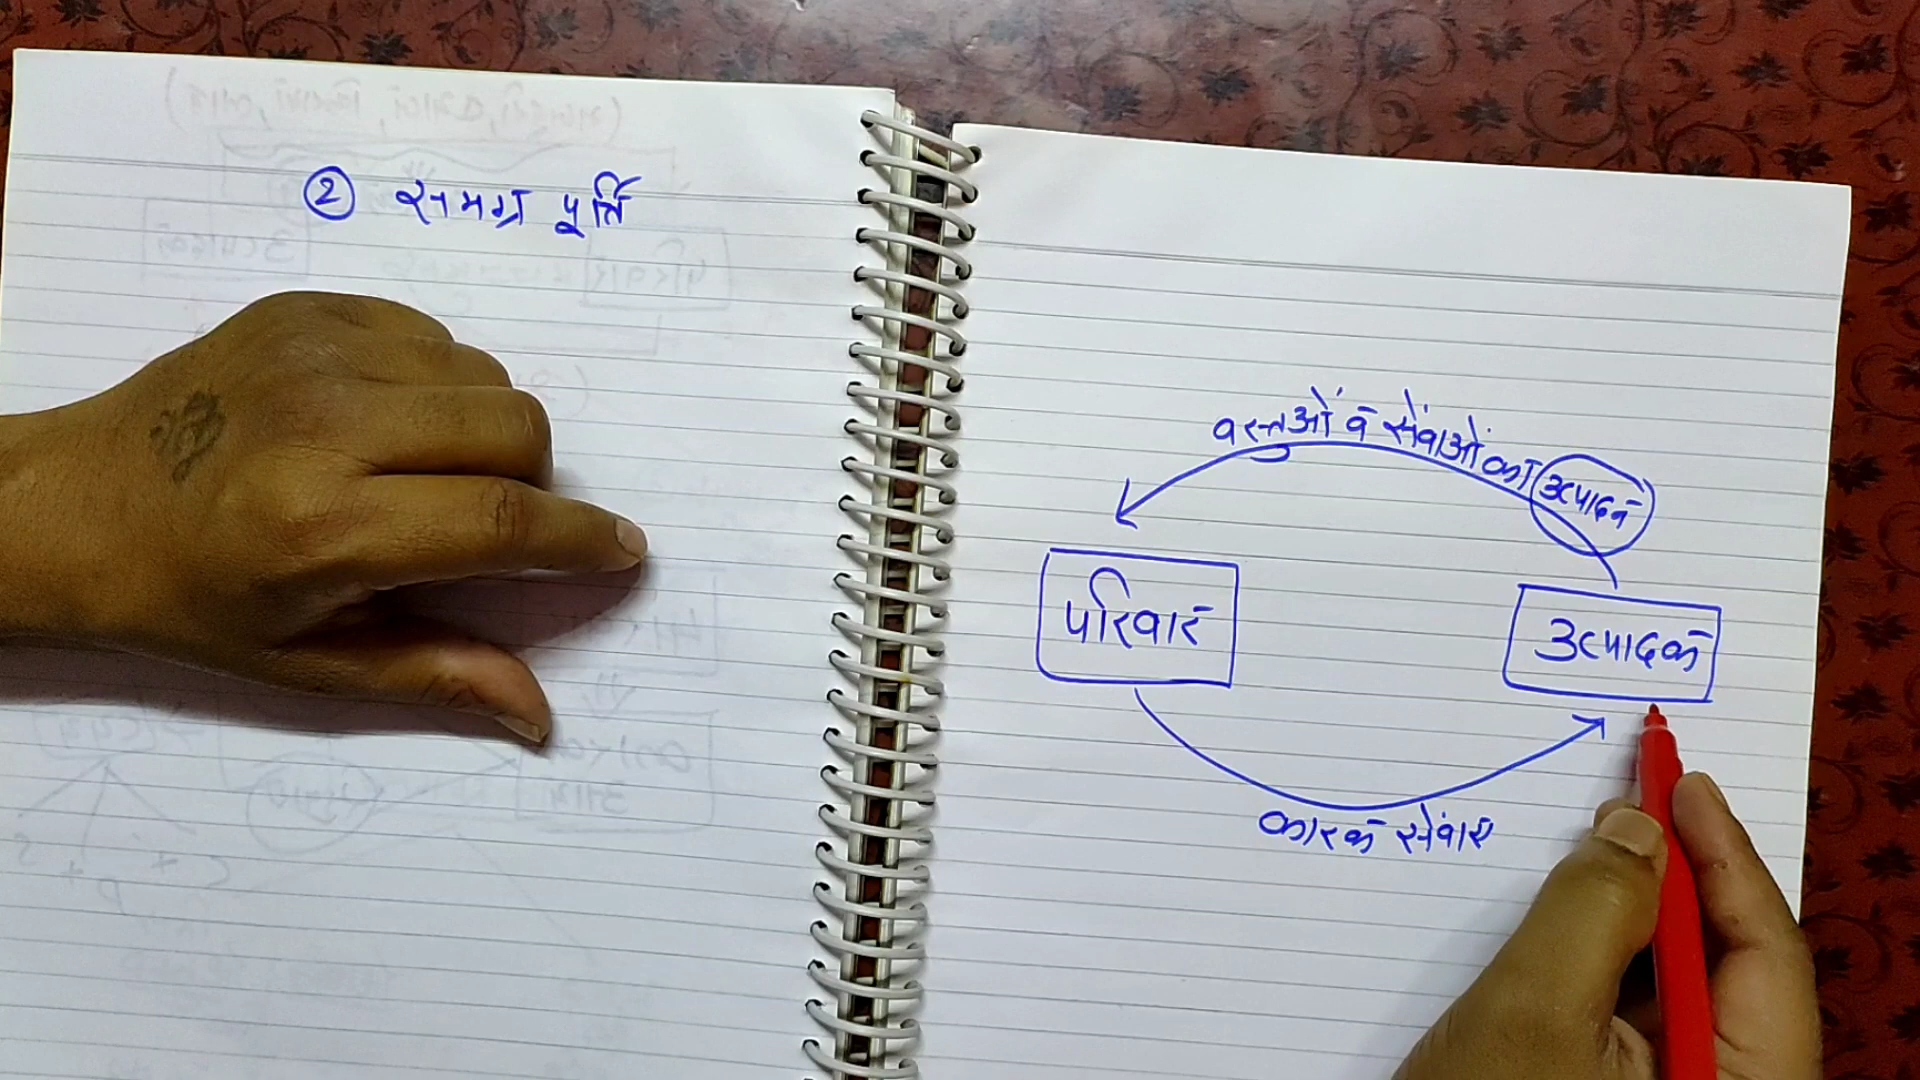 ② समग्र पूर्ति
वस्तुओं व सेवाओं का उत्पादन
परिवार
उत्पादक
कारक सेवाएँ